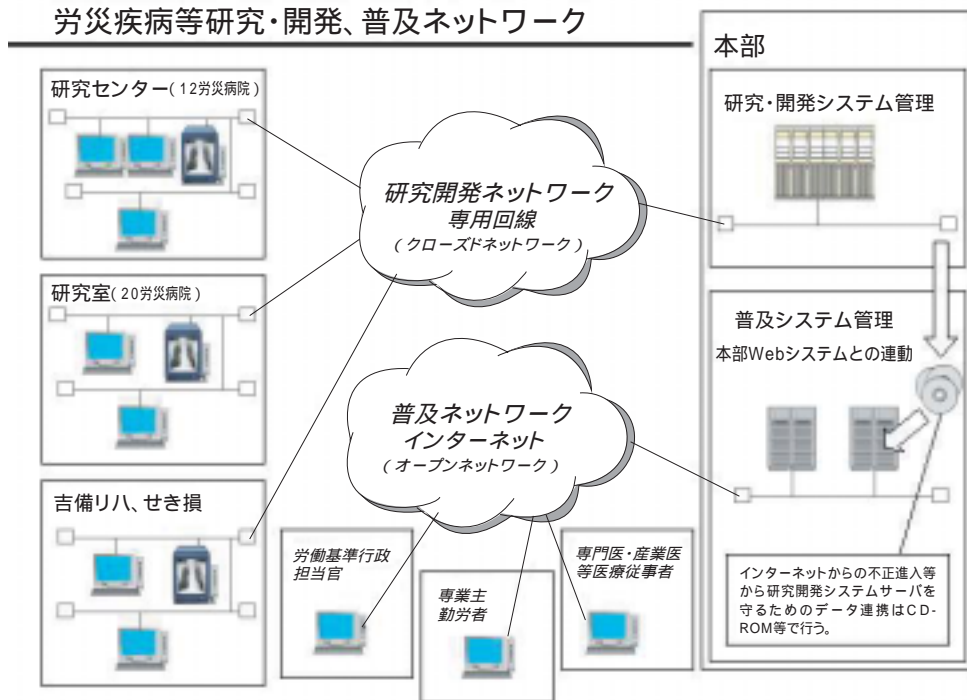 労災疾病等研究・開発、普及ネットワーク
研究センター(12労災病院)
研究室(20労災病院)
吉備リハ、せき損
研究開発ネットワーク
専用回線
(クローズドネットワーク)
普及ネットワーク
インターネット
(オープンネットワーク)
労働基準行政
担当官
専業主
勤労者
専門医・産業医
等医療従事者
本部
研究・開発システム管理
普及システム管理
本部Webシステムとの連動
インターネットからの不正進入等
から研究開発システムサーバを
守るためのデータ連携はCD-
ROM等で行う。